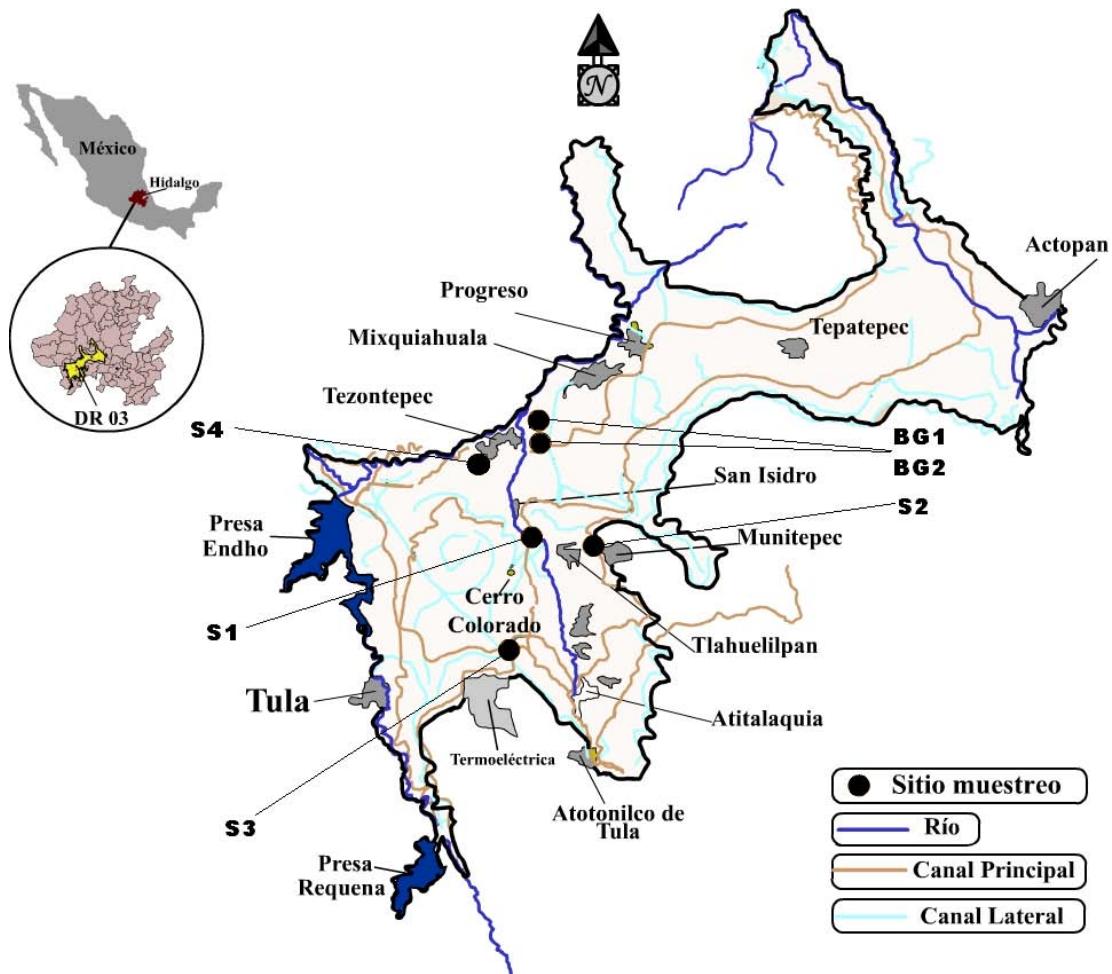 N
México
Hidalgo
DR 03
Actopan
Progreso
Tepatepec
Mixquiahuala
Tezontepec
S4
BG1
BG2
San Isidro
S2
Presa
Endho
Munitepec
Cerro
Colorado
S1
Tlahuelilpan
Tula
Atitalaquia
Termoeléctrica
Atotonilco de
Tula
S3
Presa
Requena
Sitio muestreo
Río
Canal Principal
Canal Lateral